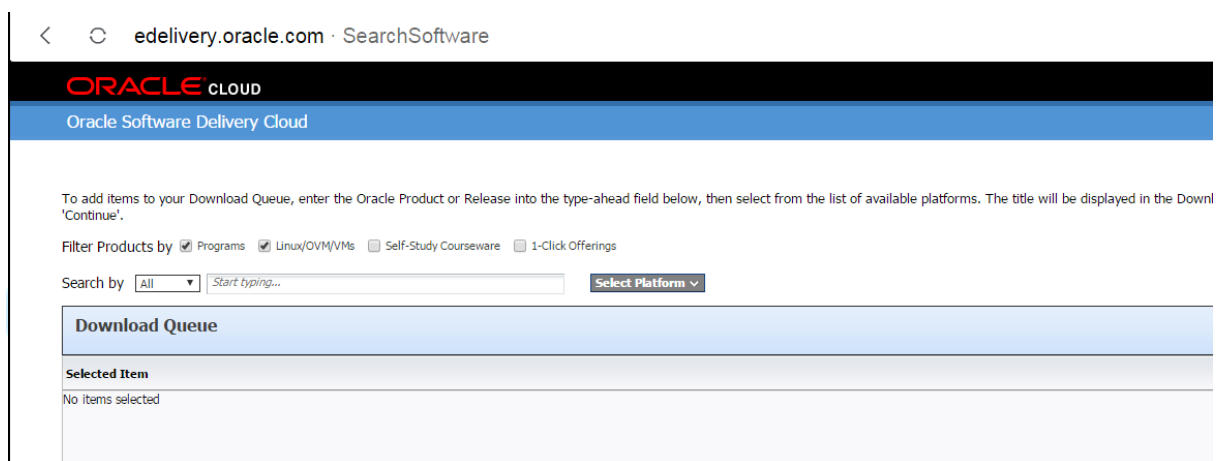 edelivery.oracle.com · SearchSoftware
ORACLE CLOUD
Oracle Software Delivery Cloud
To add items to your Download Queue, enter the Oracle Product or Release into the type-ahead field below, then select from the list of available platforms. The title will be displayed in the
'Continue'.
Filter Products by Programs Linux/OVM/VMs Self-Study Courseware 1-Click Offerings
Search by All Start typing... Select Platform
Download Queue
Selected Item
No items selected